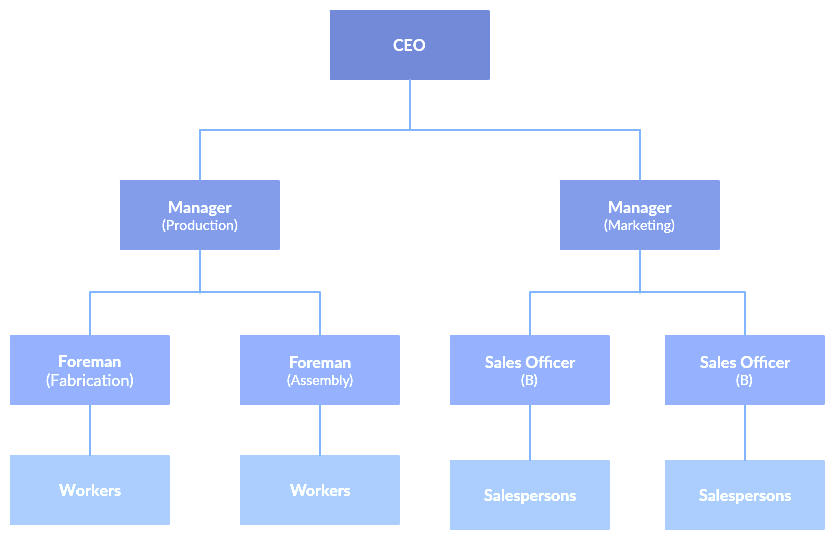 CEO
Manager
(Production)
Manager
(Marketing)
Foreman
(Fabrication)
Foreman
(Assembly)
Sales Officer
(B)
Sales Officer
(B)
Workers
Workers
Salespersons
Salespersons